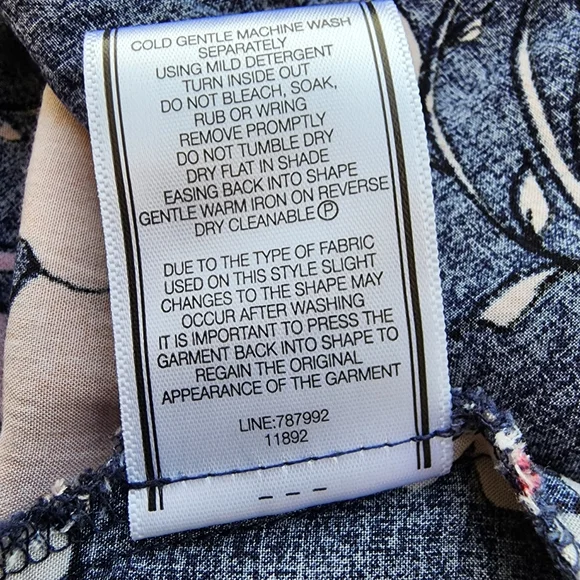 COLD GENTLE MACHINE WASH
SEPARATELY
USING MILD DETERGENT
TURN INSIDE OUT
DO NOT BLEACH, SOAK,
RUB OR WRING
REMOVE PROMPTLY
DO NOT TUMBLE DRY
DRY FLAT IN SHADE
EASING BACK INTO SHAPE
GENTLE WARM IRON ON REVERSE
DRY CLEANABLE Ⓟ
DUE TO THE TYPE OF FABRIC
USED ON THIS STYLE SLIGHT
CHANGES TO THE SHAPE MAY
OCCUR AFTER WASHING
IT IS IMPORTANT TO PRESS THE
GARMENT BACK INTO SHAPE TO
REGAIN THE ORIGINAL
APPEARANCE OF THE GARMENT
LINE:787992
11892
– – –